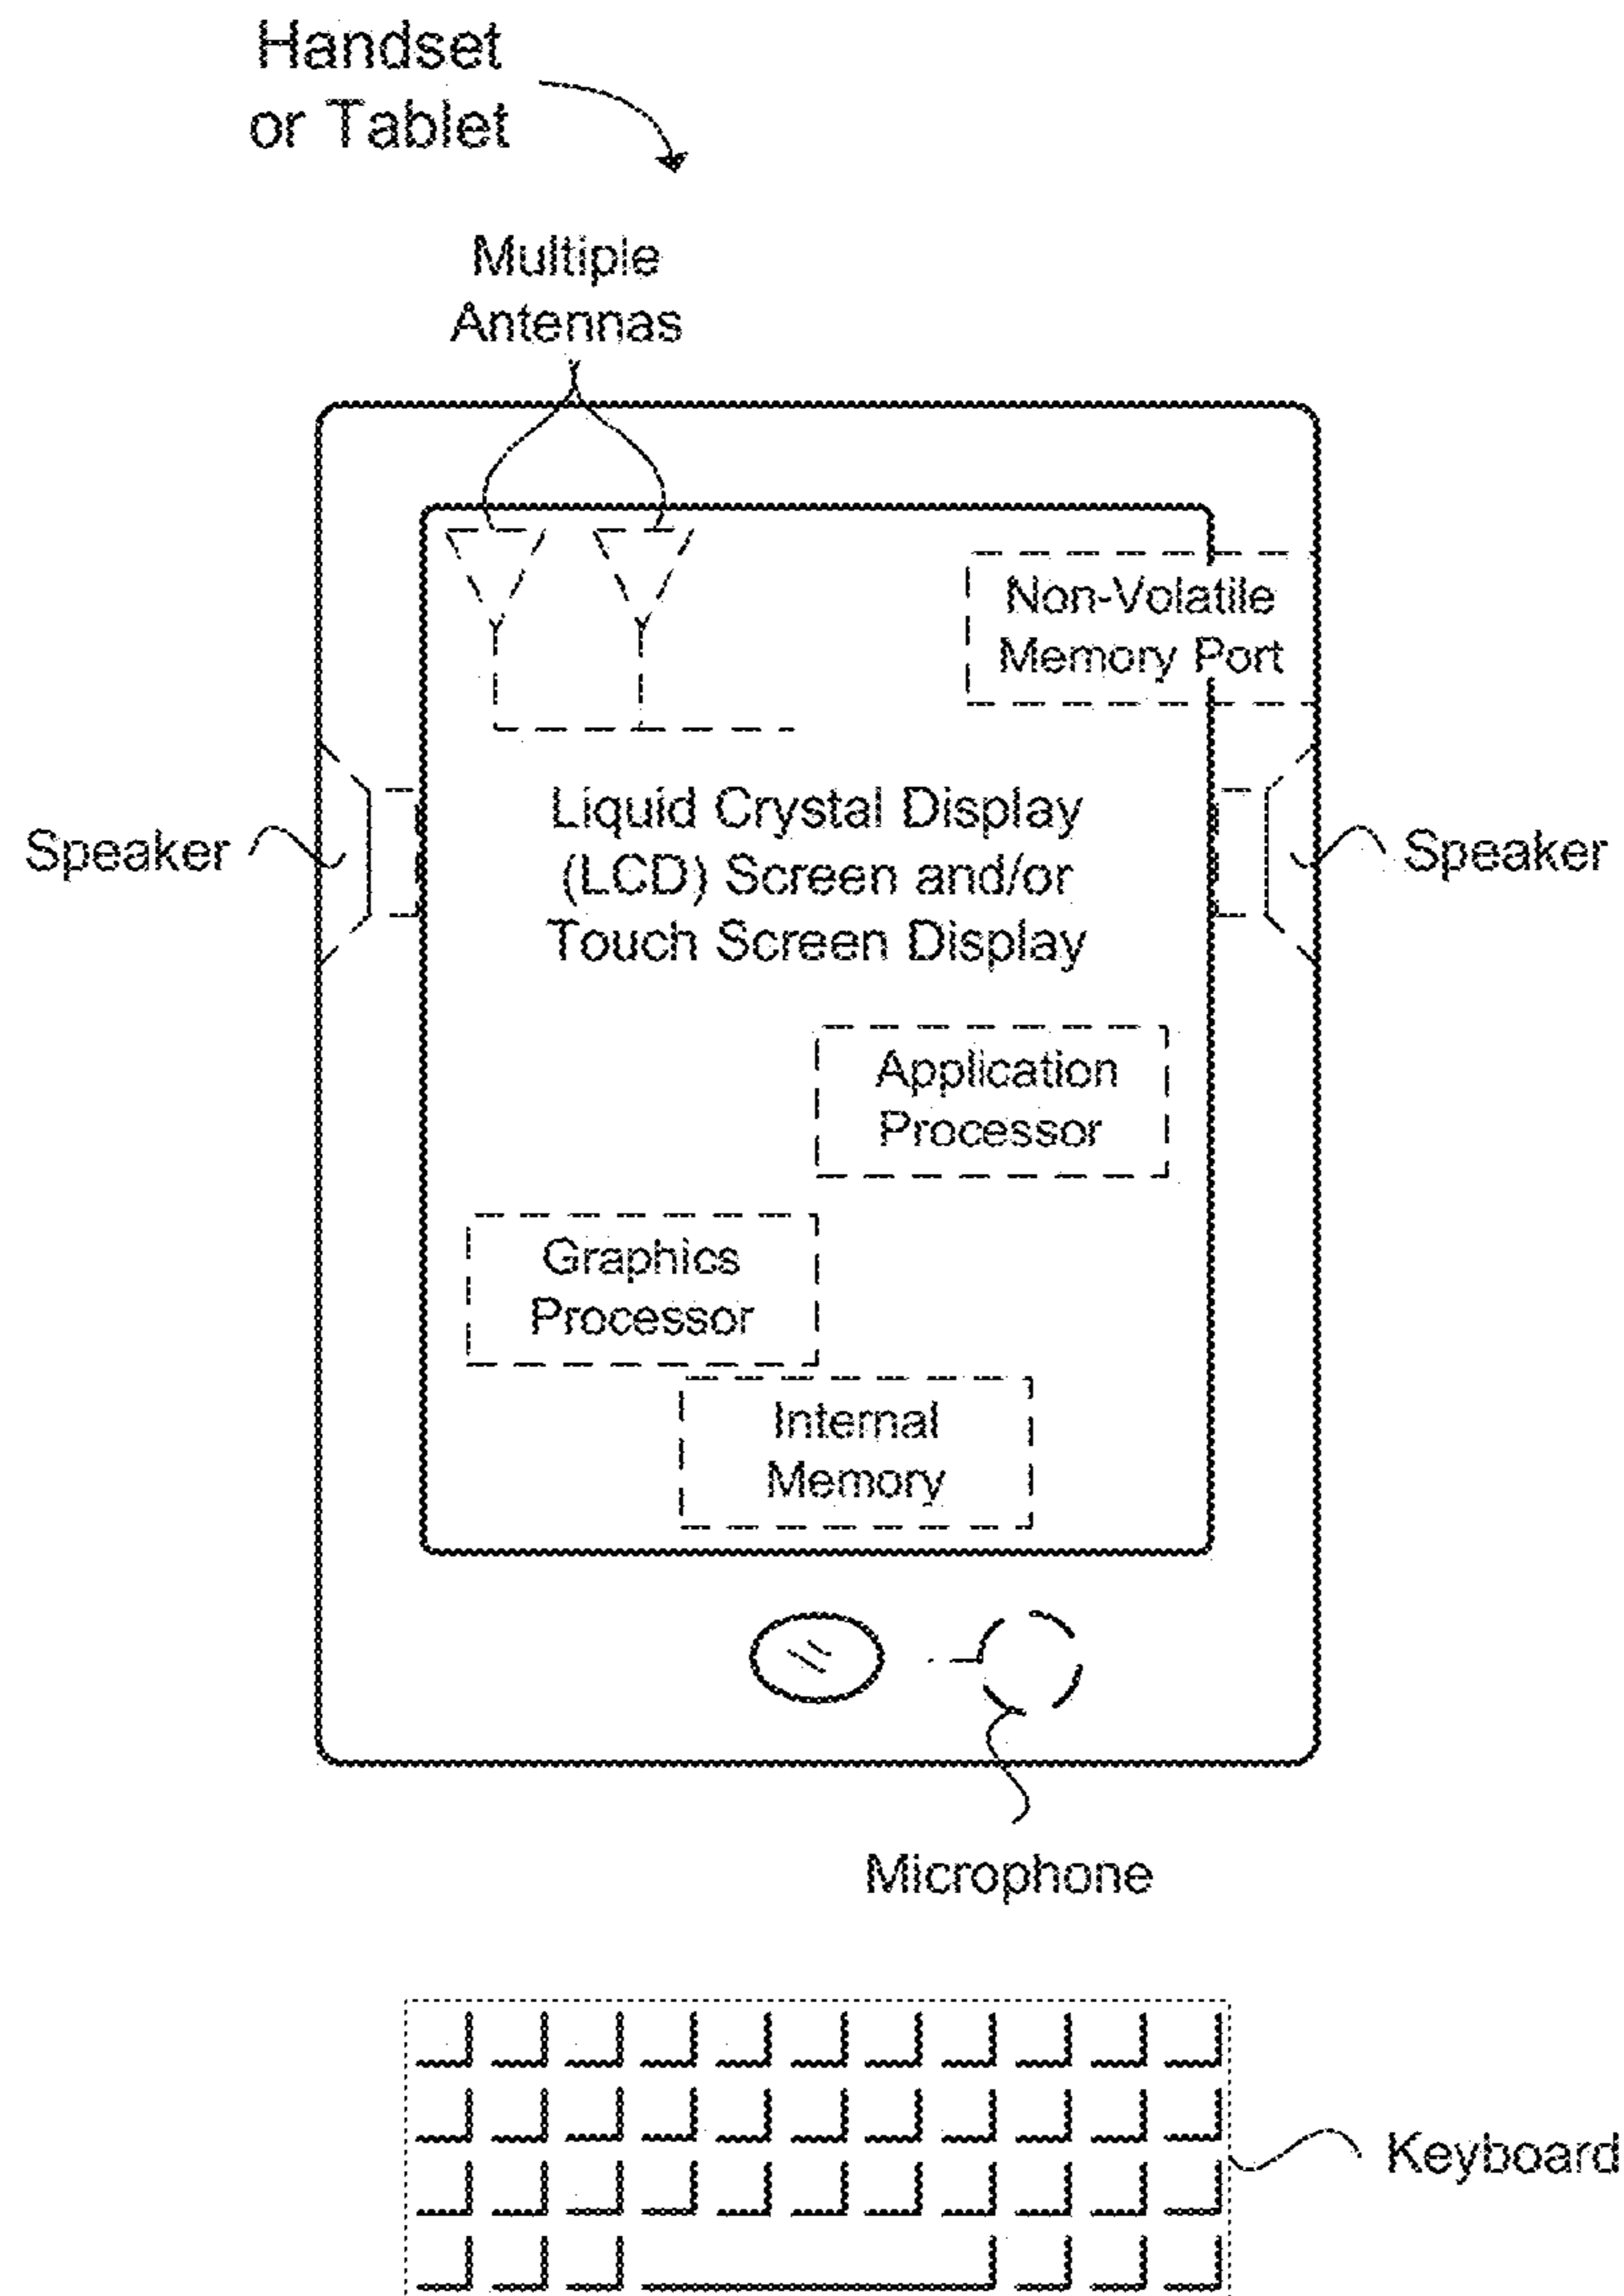 Handset
or Tablet
Multiple
Antennas
Non-Volatile
Memory Port
Speaker
Liquid Crystal Display
(LCD) Screen and/or
Touch Screen Display
Speaker
Application
Processor
Graphics
Processor
Internal
Memory
Microphone
Keyboard